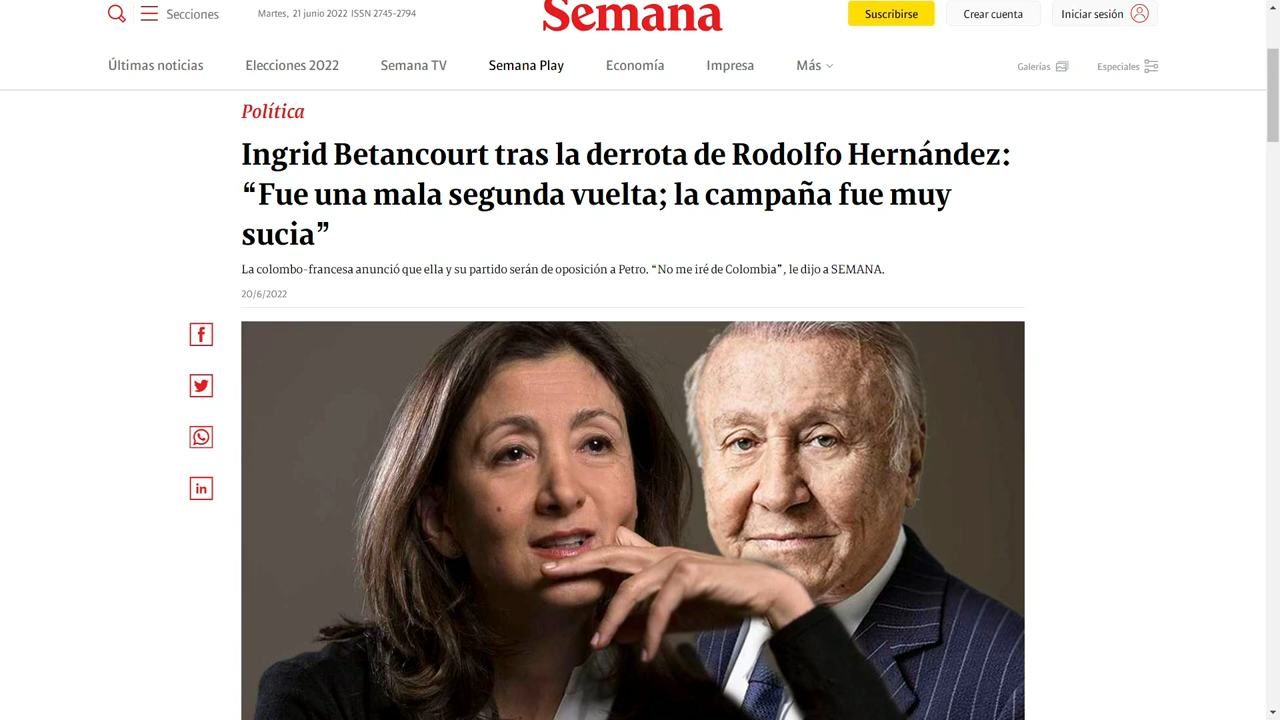 Secciones
Martes, 21 junio 2022 ISSN 2745-2794
Semana
Suscribirse
Crear cuenta
Iniciar sesión
Últimas noticias
Elecciones 2022
Semana TV
Semana Play
Economía
Impresa
Más
Galerías
Especiales
Política
Ingrid Betancourt tras la derrota de Rodolfo Hernández:
“Fue una mala segunda vuelta; la campaña fue muy
sucia”
La colombo-francesa anunció que ella y su partido serán de oposición a Petro. “No me iré de Colombia”, le dijo a SEMANA.
20/6/2022